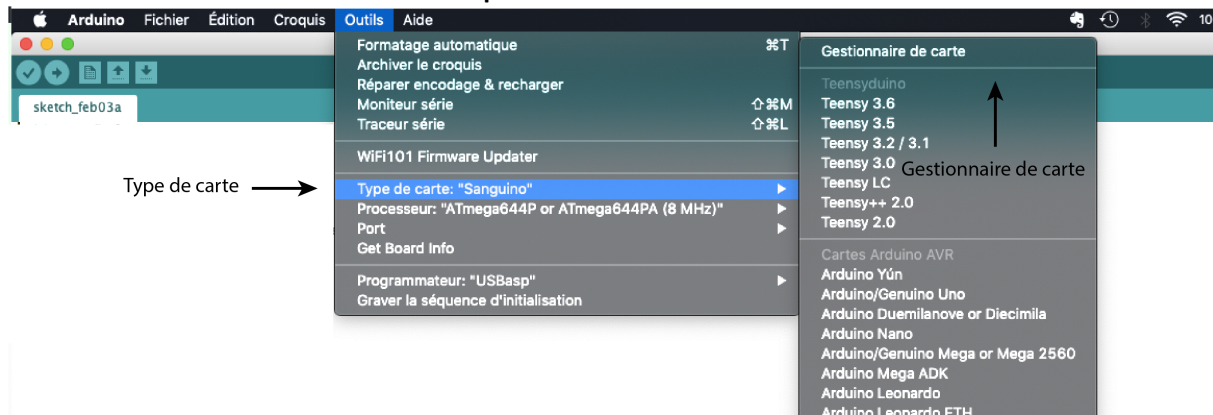 Arduino Fichier Édition Croquis Outils Aide 10
sketch_feb03a
Formatage automatique ⌘T
Archiver le croquis
Réparer encodage & recharger
Moniteur série ⇧⌘M
Traceur série ⇧⌘L
WiFi101 Firmware Updater
Type de carte: "Sanguino"
Processeur: "ATmega644P or ATmega644PA (8 MHz)"
Port
Get Board Info
Programmateur: "USBasp"
Graver la séquence d'initialisation
Type de carte
Gestionnaire de carte
Teensyduino
Teensy 3.6
Teensy 3.5
Teensy 3.2 / 3.1
Teensy 3.0
Teensy LC
Teensy++ 2.0
Teensy 2.0
Gestionnaire de carte
Cartes Arduino AVR
Arduino Yún
Arduino/Genuino Uno
Arduino Duemilanove or Diecimila
Arduino Nano
Arduino/Genuino Mega or Mega 2560
Arduino Mega ADK
Arduino Leonardo
Arduino Leonardo ETH